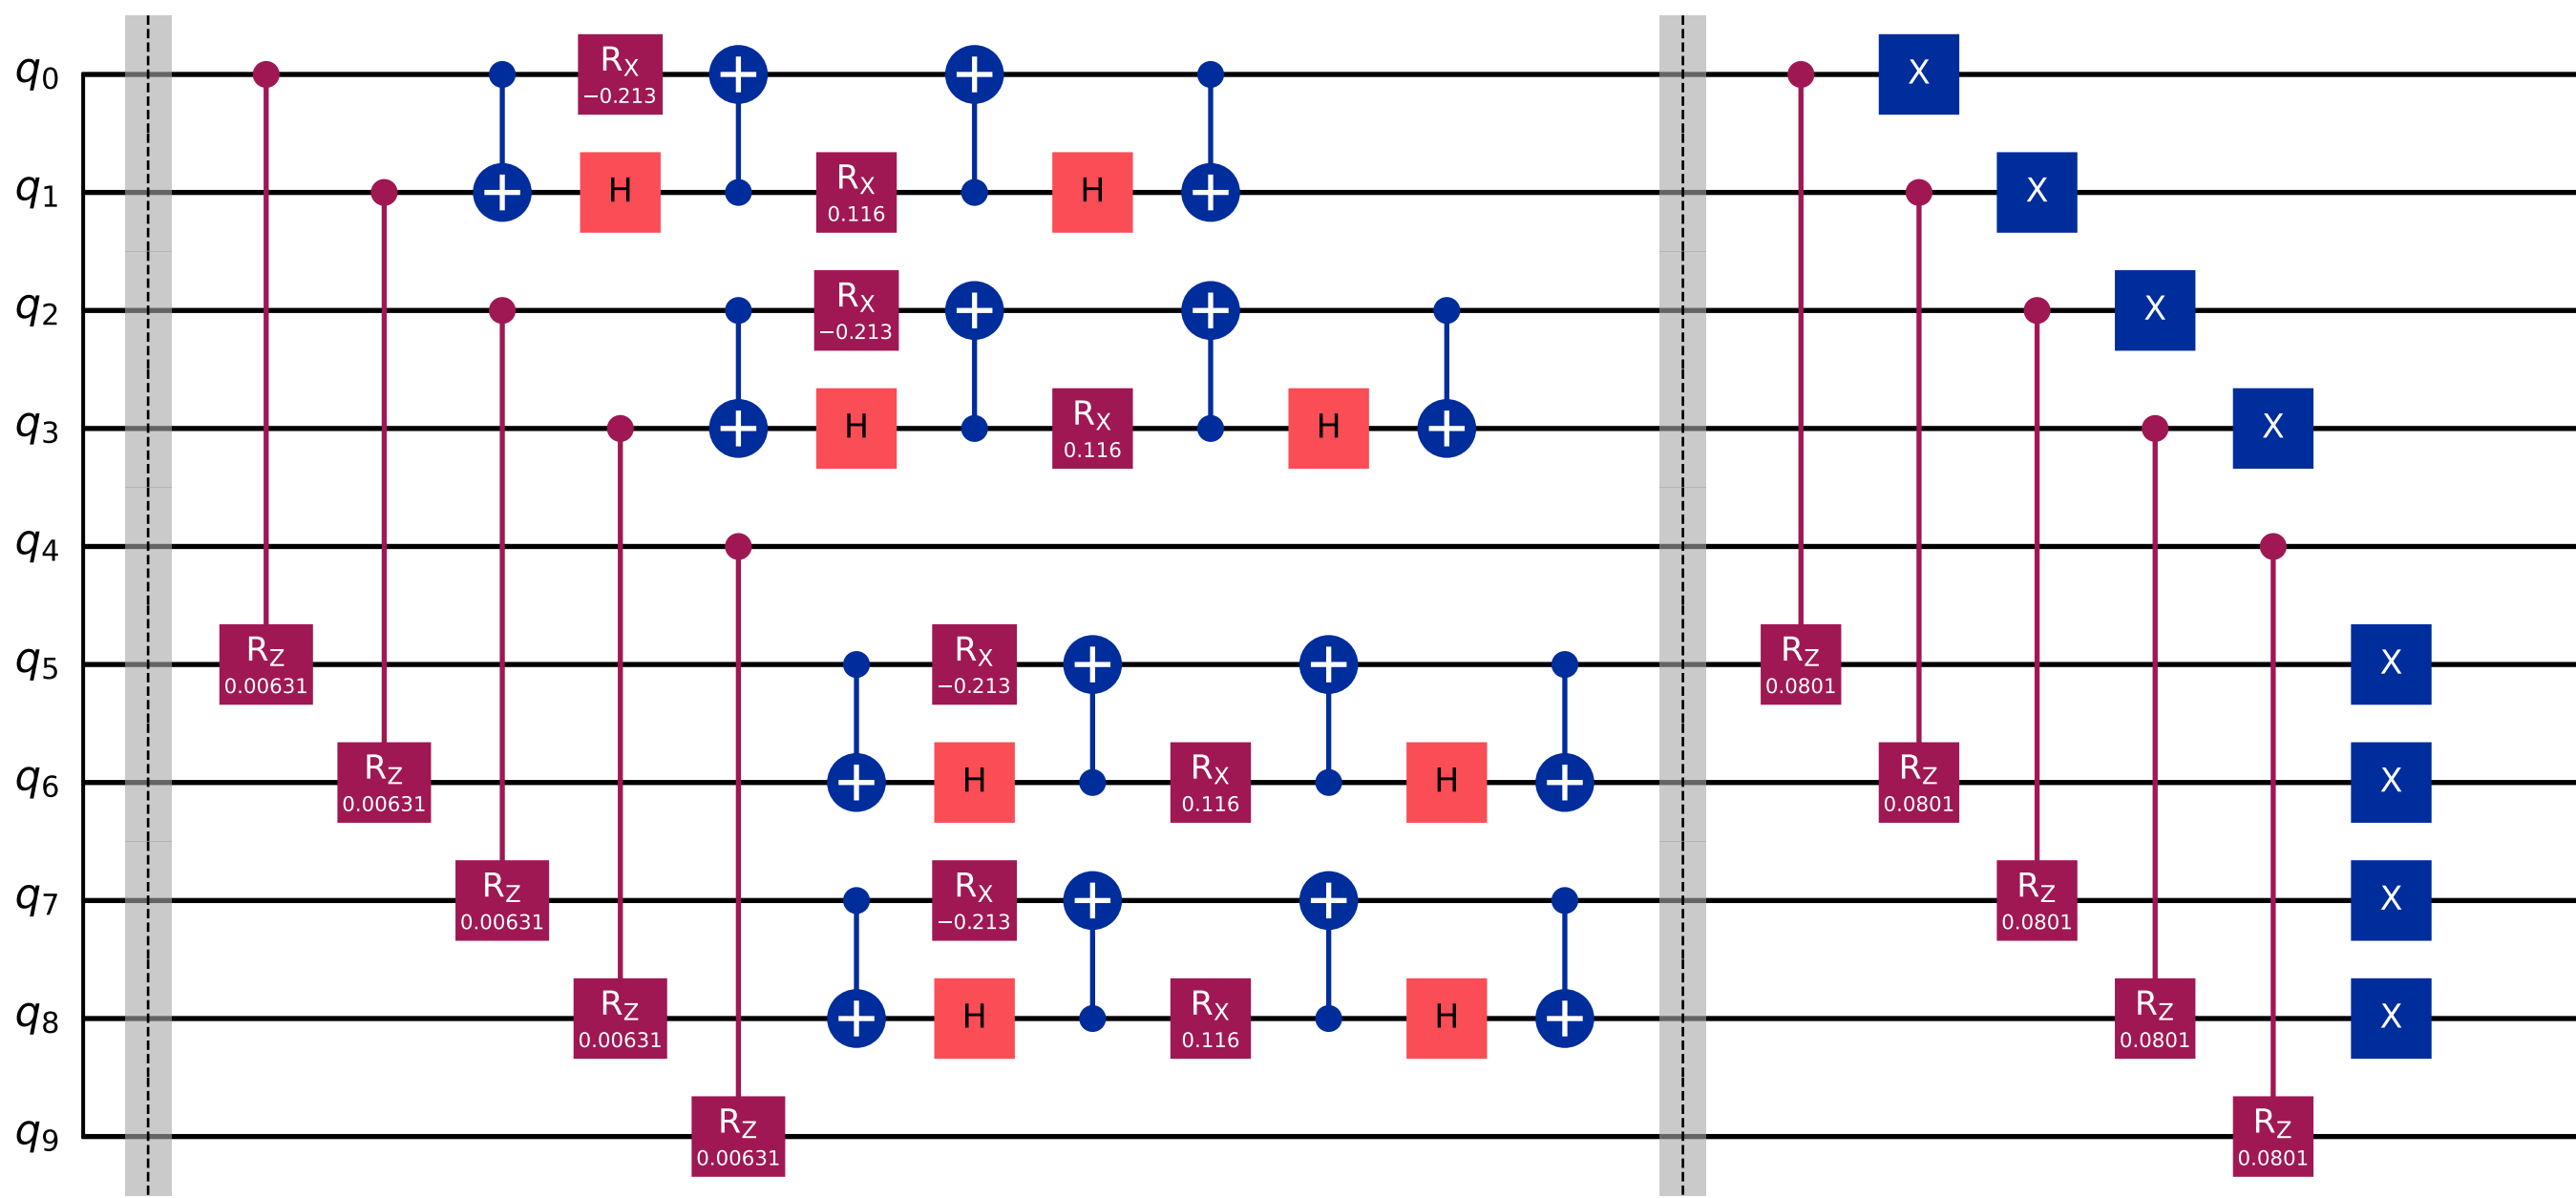 q0
RX
−0.213
X
q1
H
RX
0.116
H
X
q2
RX
−0.213
X
q3
H
RX
0.116
H
X
q4
q5
RZ
0.00631
RX
−0.213
RZ
0.0801
X
q6
RZ
0.00631
H
RX
0.116
H
RZ
0.0801
X
q7
RZ
0.00631
RX
−0.213
RZ
0.0801
X
q8
RZ
0.00631
H
RX
0.116
H
RZ
0.0801
X
q9
RZ
0.00631
RZ
0.0801